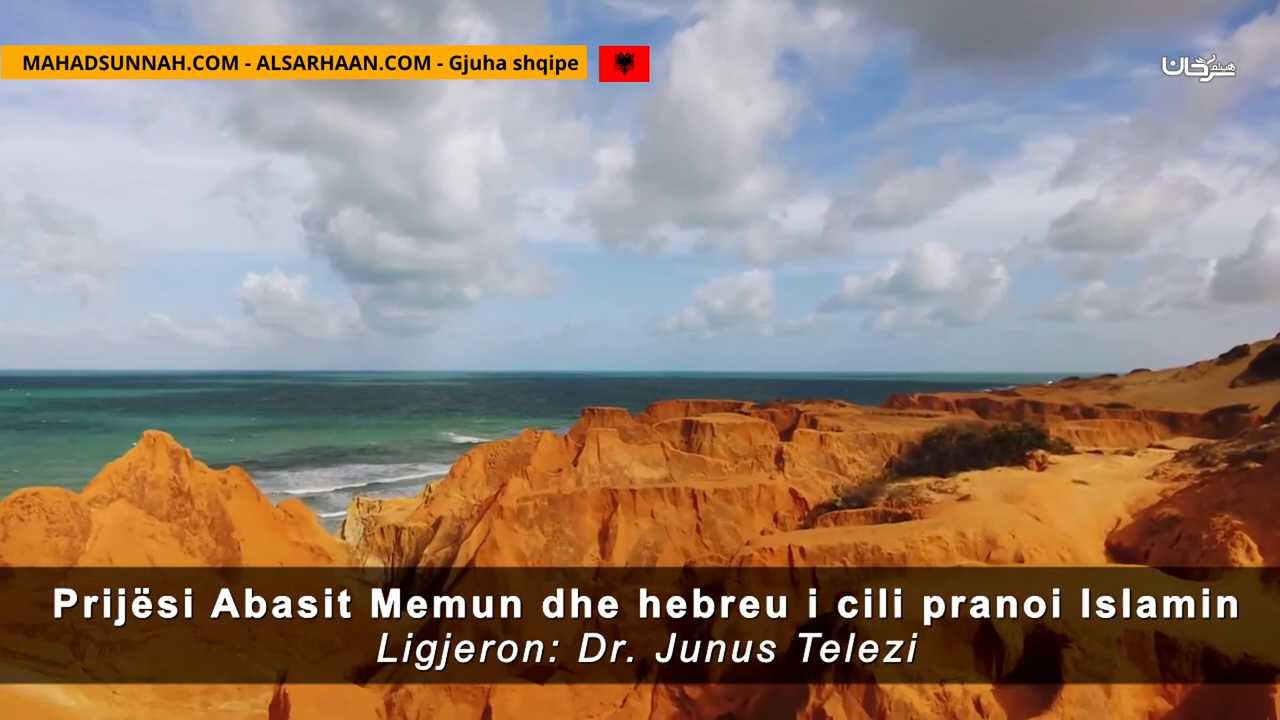 MAHADSUNNAH.COM - ALSARHAAN.COM - Gjuha shqipe
Prijësi Abasit Memun dhe hebreu i cili pranoi Islamin
Ligjeron: Dr. Junus Telezi